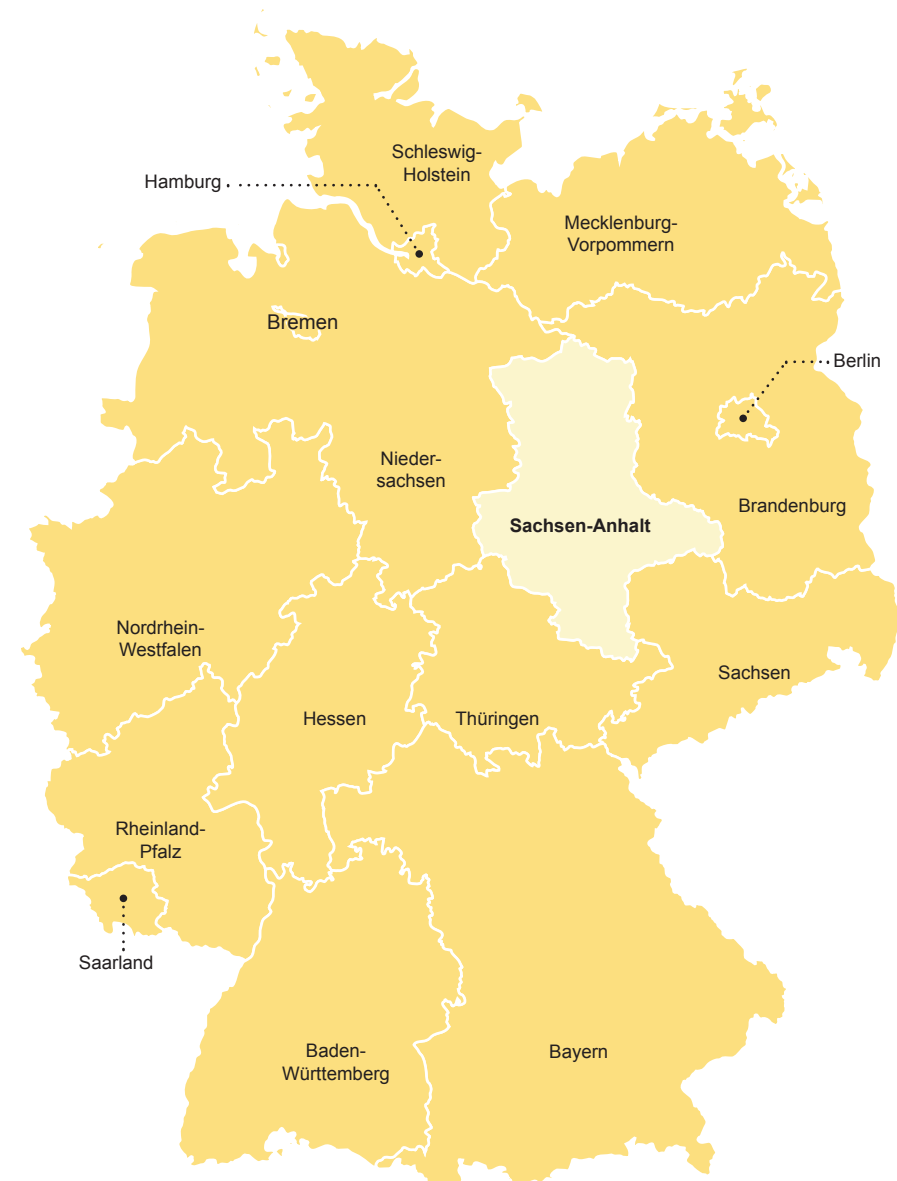 Schleswig-
Holstein
Hamburg
Mecklenburg-
Vorpommern
Bremen
Berlin
Nieder-
sachsen
Brandenburg
Sachsen-Anhalt
Nordrhein-
Westfalen
Sachsen
Hessen
Thüringen
Rheinland-
Pfalz
Saarland
Baden-
Württemberg
Bayern